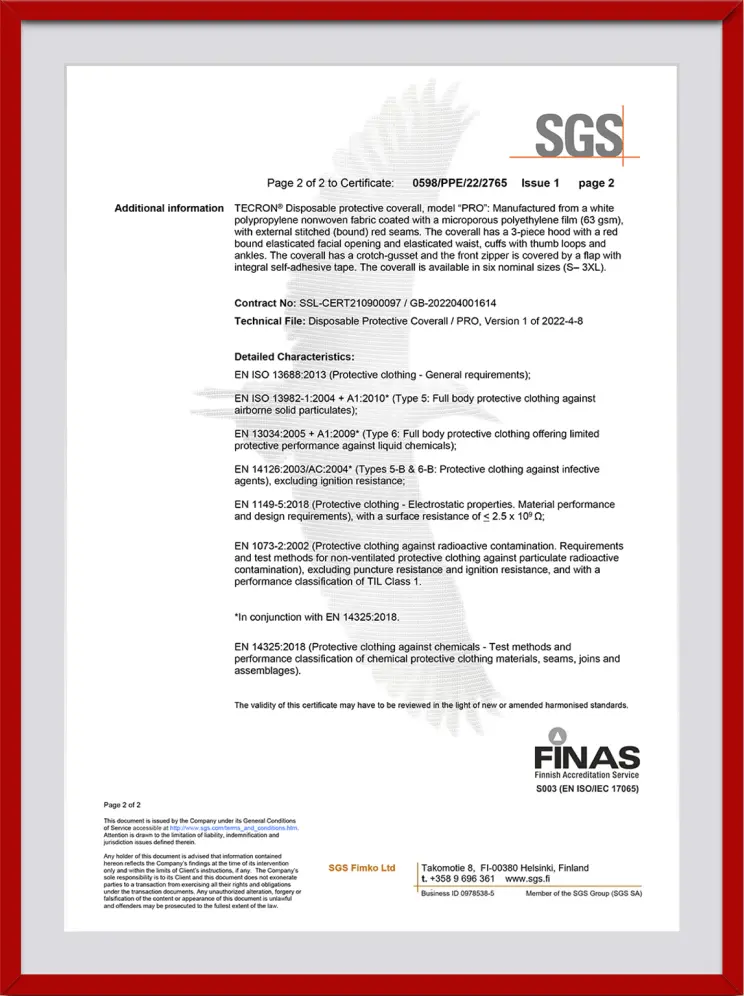 SGS
Page 2 of 2 to Certificate: 0598/PPE/22/2765 Issue 1 page 2
Additional information TECRON® Disposable protective coverall, model “PRO”: Manufactured from a white
polypropylene nonwoven fabric coated with a microporous polyethylene film (63 gsm),
with external stitched (bound) red seams. The coverall has a 3-piece hood with a red
bound elasticated facial opening and elasticated waist, cuffs with thumb loops and
ankles. The coverall has a crotch-gusset and the front zipper is covered by a flap with
integral self-adhesive tape. The coverall is available in six nominal sizes (S– 3XL).
Contract No: SSL-CERT210900097 / GB-202204001614
Technical File: Disposable Protective Coverall / PRO, Version 1 of 2022-4-8
Detailed Characteristics:
EN ISO 13688:2013 (Protective clothing - General requirements);
EN ISO 13982-1:2004 + A1:2010* (Type 5: Full body protective clothing against
airborne solid particulates);
EN 13034:2005 + A1:2009* (Type 6: Full body protective clothing offering limited
protective performance against liquid chemicals);
EN 14126:2003/AC:2004* (Types 5-B & 6-B: Protective clothing against infective
agents), excluding ignition resistance;
EN 1149-5:2018 (Protective clothing - Electrostatic properties. Material performance
and design requirements), with a surface resistance of ≤ 2.5 x 10⁹ Ω;
EN 1073-2:2002 (Protective clothing against radioactive contamination. Requirements
and test methods for non-ventilated protective clothing against particulate radioactive
contamination), excluding puncture resistance and ignition resistance, and with a
performance classification of TIL Class 1.
*In conjunction with EN 14325:2018.
EN 14325:2018 (Protective clothing against chemicals - Test methods and
performance classification of chemical protective clothing materials, seams, joins and
assemblages).
The validity of this certificate may have to be reviewed in the light of new or amended harmonised standards.
FINAS
Finnish Accreditation Service
S003 (EN ISO/IEC 17065)
Page 2 of 2
This document is issued by the Company under its General Conditions
of Service accessible at http://www.sgs.com/terms_and_conditions.htm.
Attention is drawn to the limitation of liability, indemnification and
jurisdiction issues defined therein.
Any holder of this document is advised that information contained
hereon reflects the Company's findings at the time of its intervention
only and within the limits of Client's instructions, if any. The Company's
sole responsibility is to its Client and this document does not exonerate
parties to a transaction from exercising all their rights and obligations
under the transaction documents. Any unauthorized alteration, forgery or
falsification of the content or appearance of this document is unlawful
and offenders may be prosecuted to the fullest extent of the law.
SGS Fimko Ltd
Takomotie 8, FI-00380 Helsinki, Finland
t. +358 9 696 361 www.sgs.fi
Business ID 0978538-5 Member of the SGS Group (SGS SA)